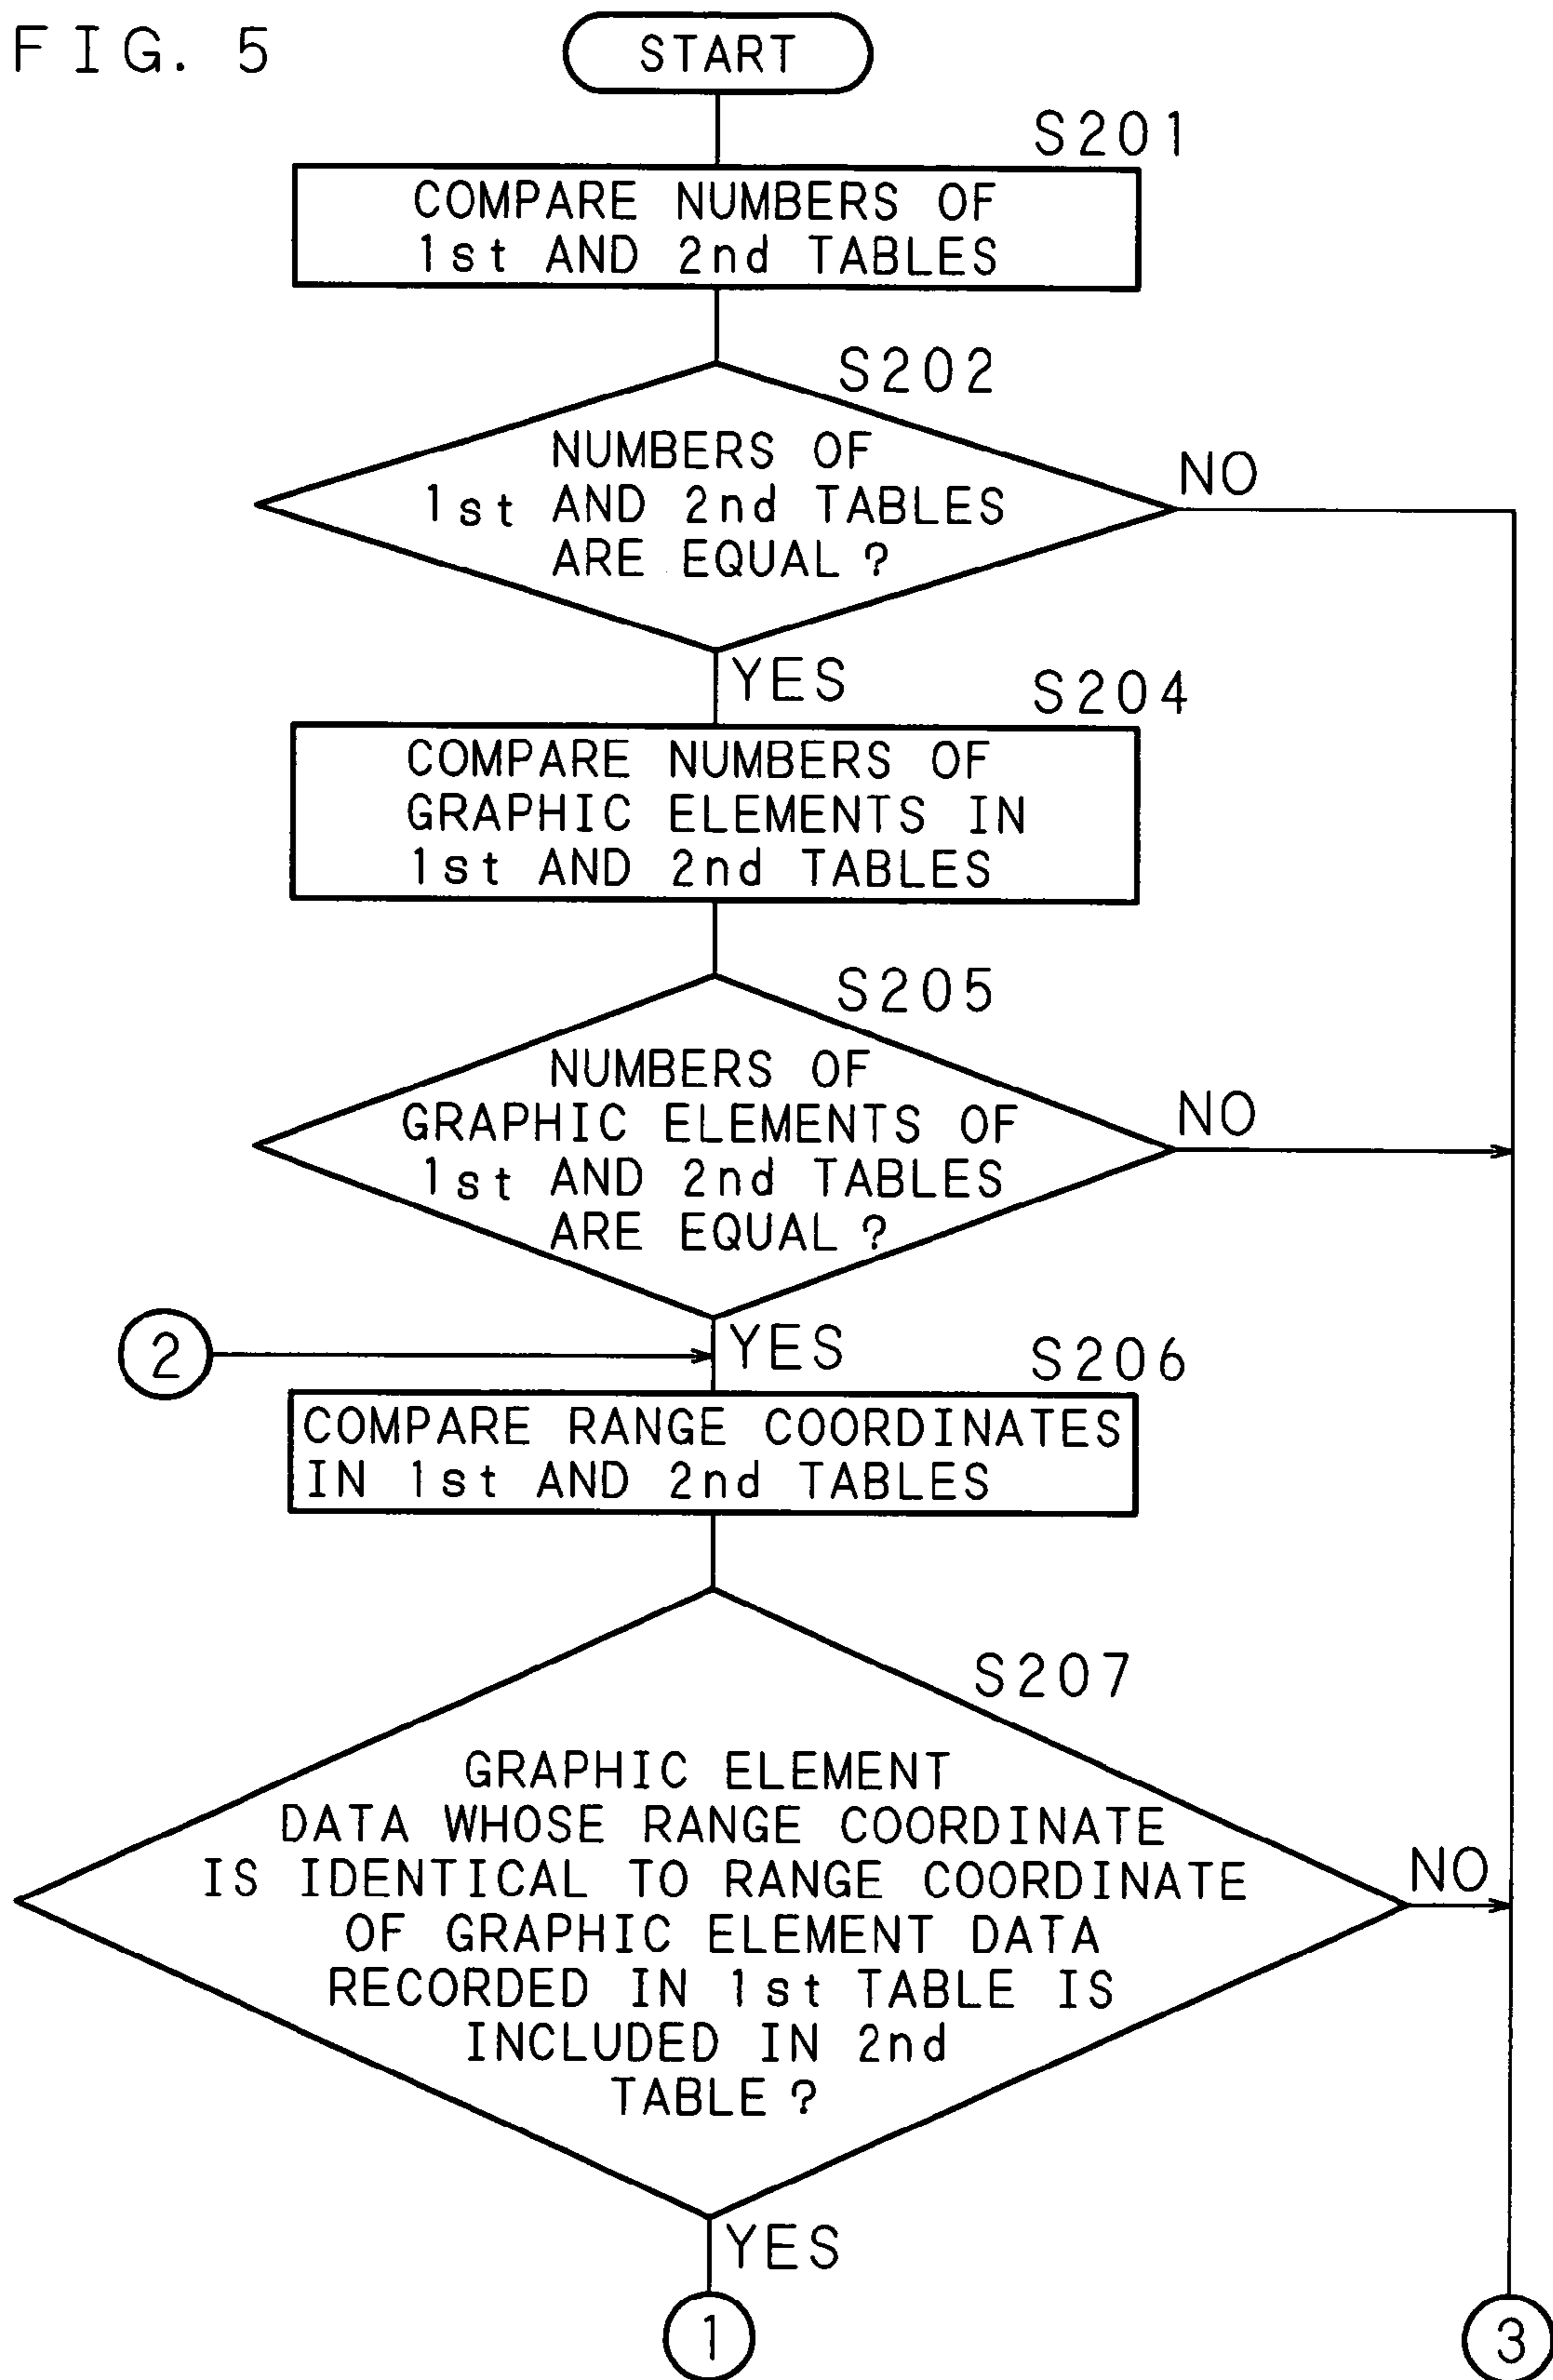 FIG. 5
START
S201
COMPARE NUMBERS OF
1st AND 2nd TABLES
S202
NUMBERS OF
1st AND 2nd TABLES
ARE EQUAL ?
NO
YES
S204
COMPARE NUMBERS OF
GRAPHIC ELEMENTS IN
1st AND 2nd TABLES
S205
NUMBERS OF
GRAPHIC ELEMENTS OF
1st AND 2nd TABLES
ARE EQUAL ?
NO
2
YES
S206
COMPARE RANGE COORDINATES
IN 1st AND 2nd TABLES
S207
GRAPHIC ELEMENT
DATA WHOSE RANGE COORDINATE
IS IDENTICAL TO RANGE COORDINATE
OF GRAPHIC ELEMENT DATA
RECORDED IN 1st TABLE IS
INCLUDED IN 2nd
TABLE ?
NO
YES
1
3